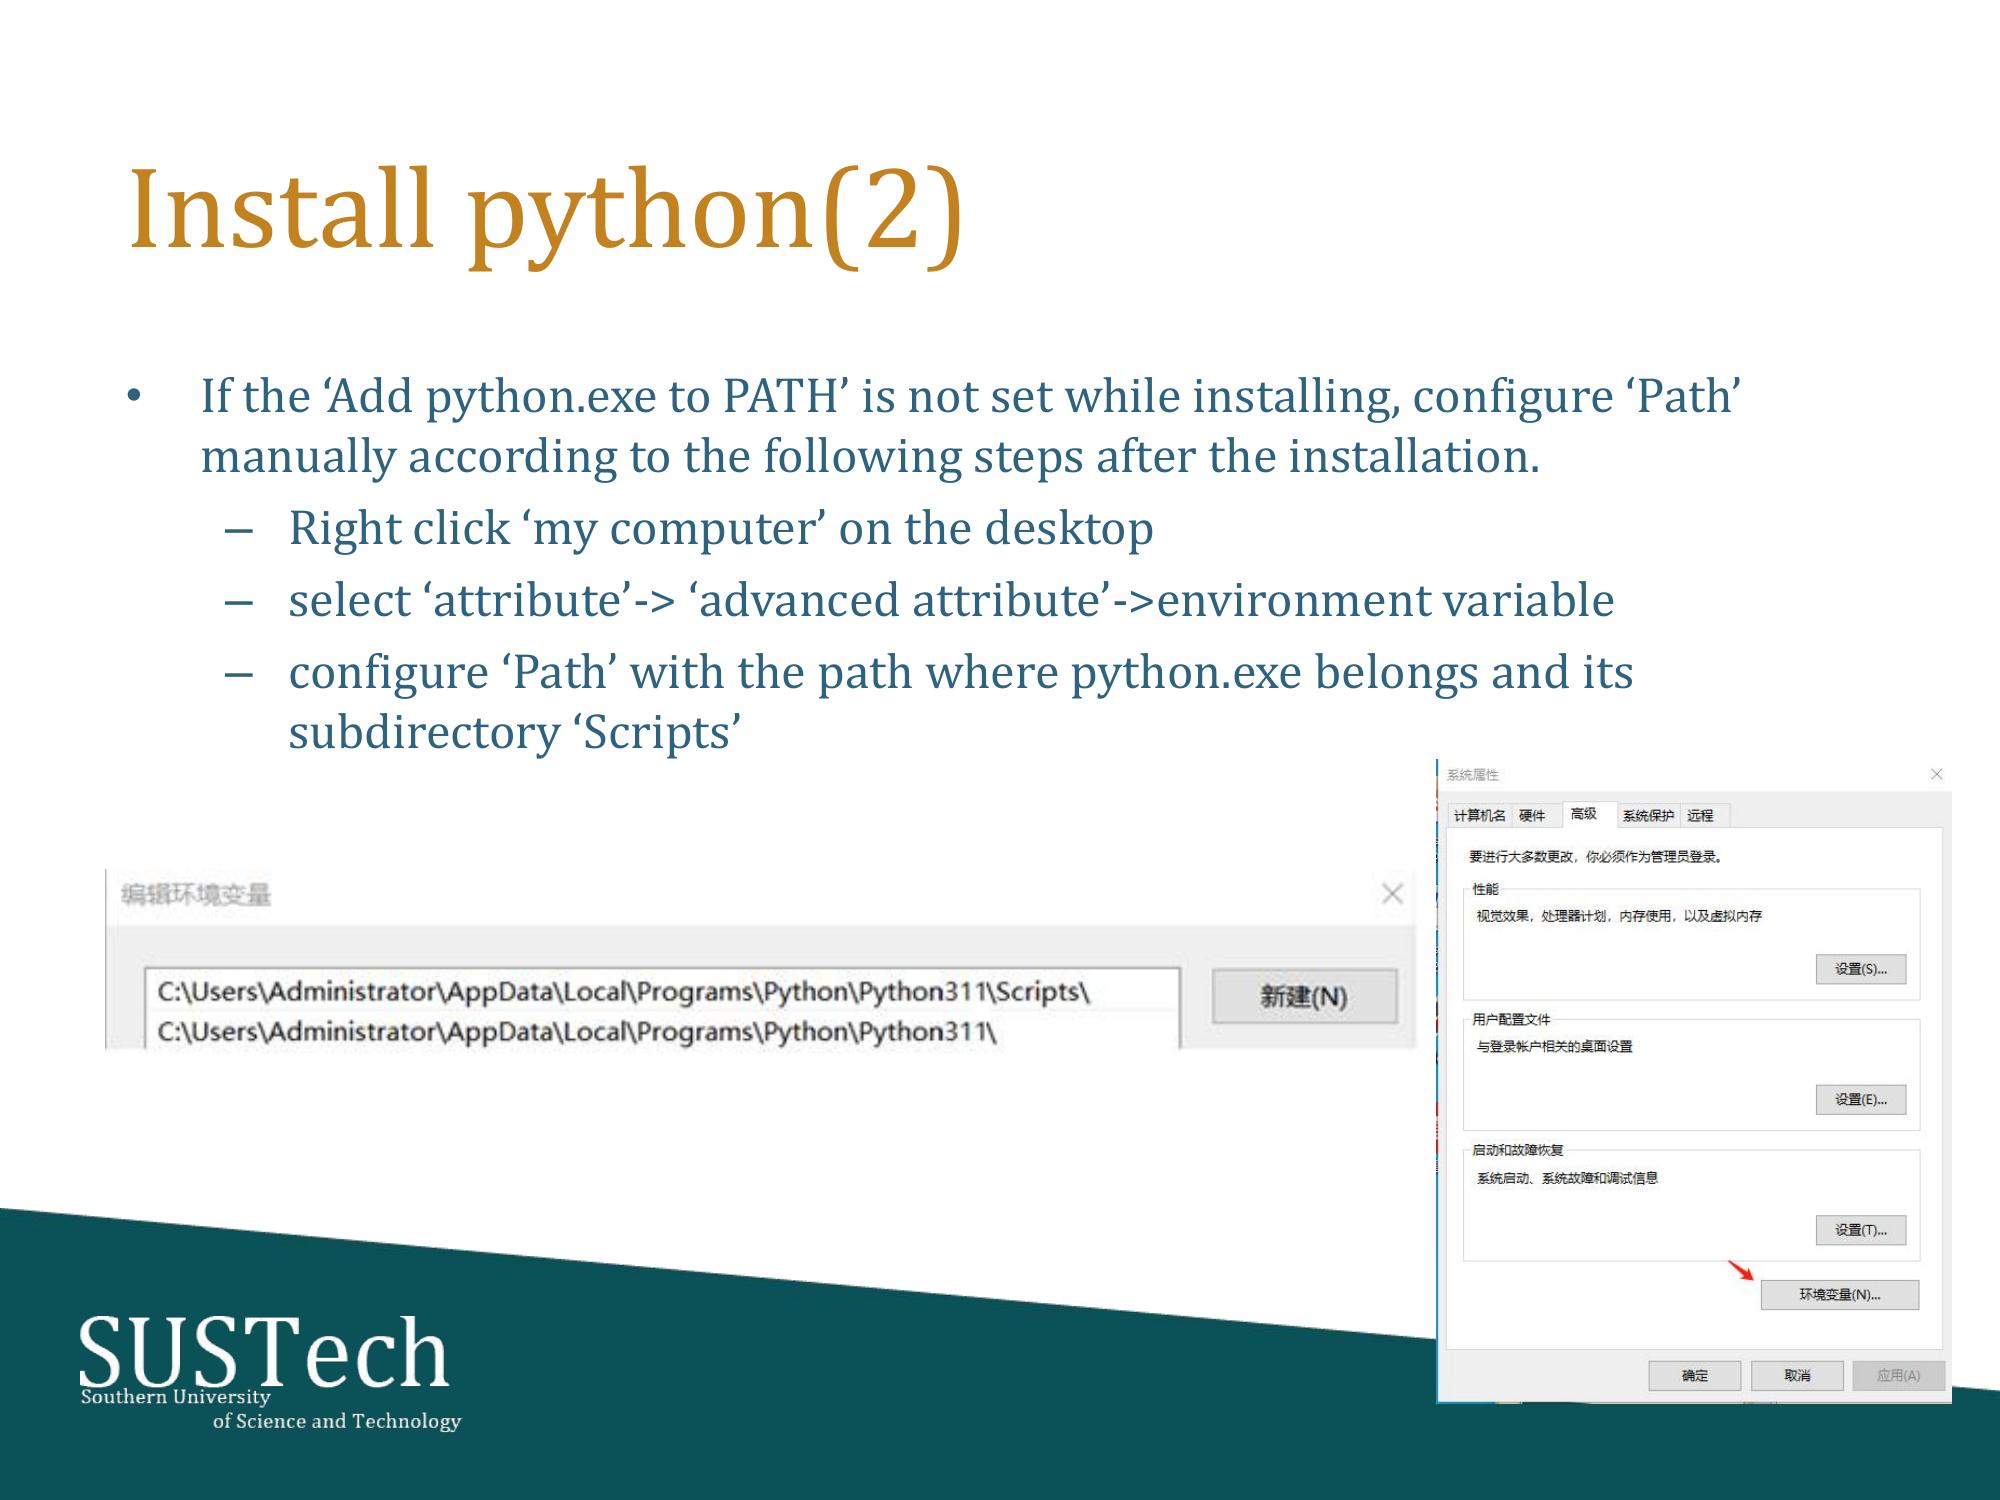 Install python(2)
• If the ‘Add python.exe to PATH’ is not set while installing, configure ‘Path’
manually according to the following steps after the installation.
– Right click ‘my computer’ on the desktop
– select ‘attribute’-> ‘advanced attribute’->environment variable
– configure ‘Path’ with the path where python.exe belongs and its
subdirectory ‘Scripts’
编辑环境变量
C:\Users\Administrator\AppData\Local\Programs\Python\Python311\Scripts\
C:\Users\Administrator\AppData\Local\Programs\Python\Python311\
新建(N)
系统属性
计算机名 硬件 高级 系统保护 远程
要进行大多数更改，你必须作为管理员登录。
性能
视觉效果，处理器计划，内存使用，以及虚拟内存
设置(S)...
用户配置文件
与登录帐户相关的桌面设置
设置(E)...
启动和故障恢复
系统启动、系统故障和调试信息
设置(T)...
环境变量(N)...
确定 取消 应用(A)
SUSTech
Southern University
of Science and Technology